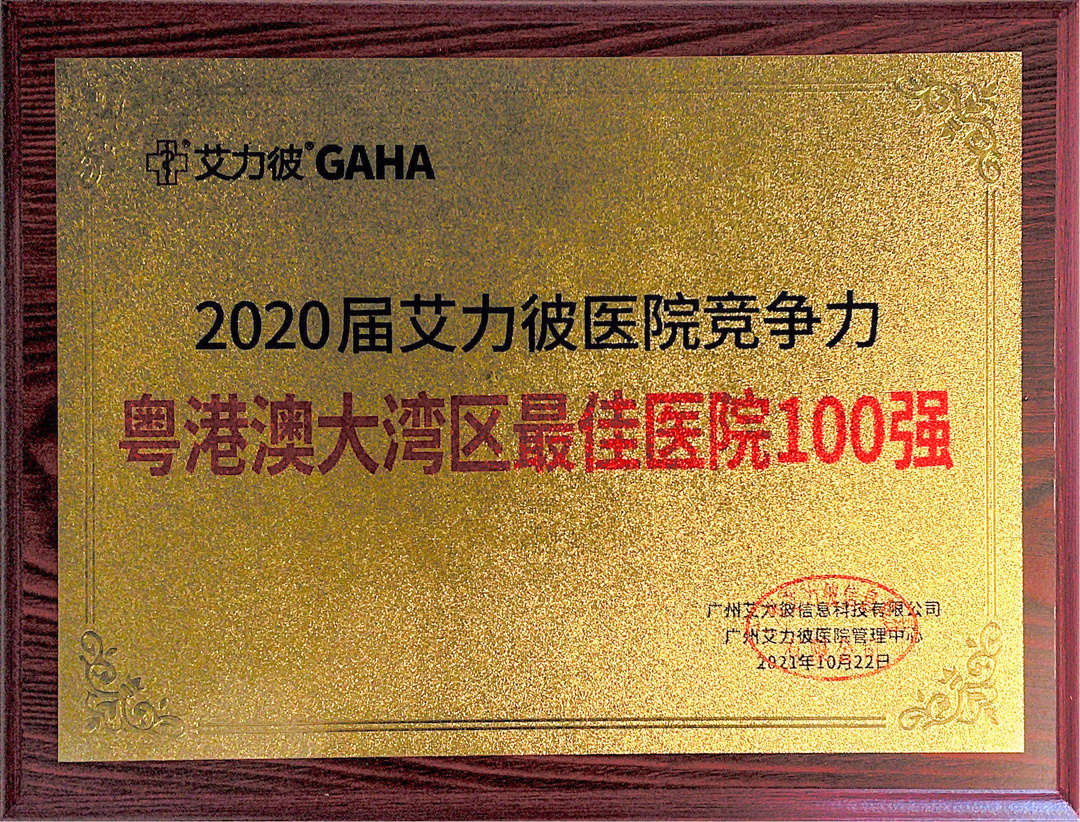 艾力彼®GAHA
2020届艾力彼医院竞争力
粤港澳大湾区最佳医院100强
广州艾力彼信息科技有限公司
广州艾力彼医院管理中心
2021年10月22日